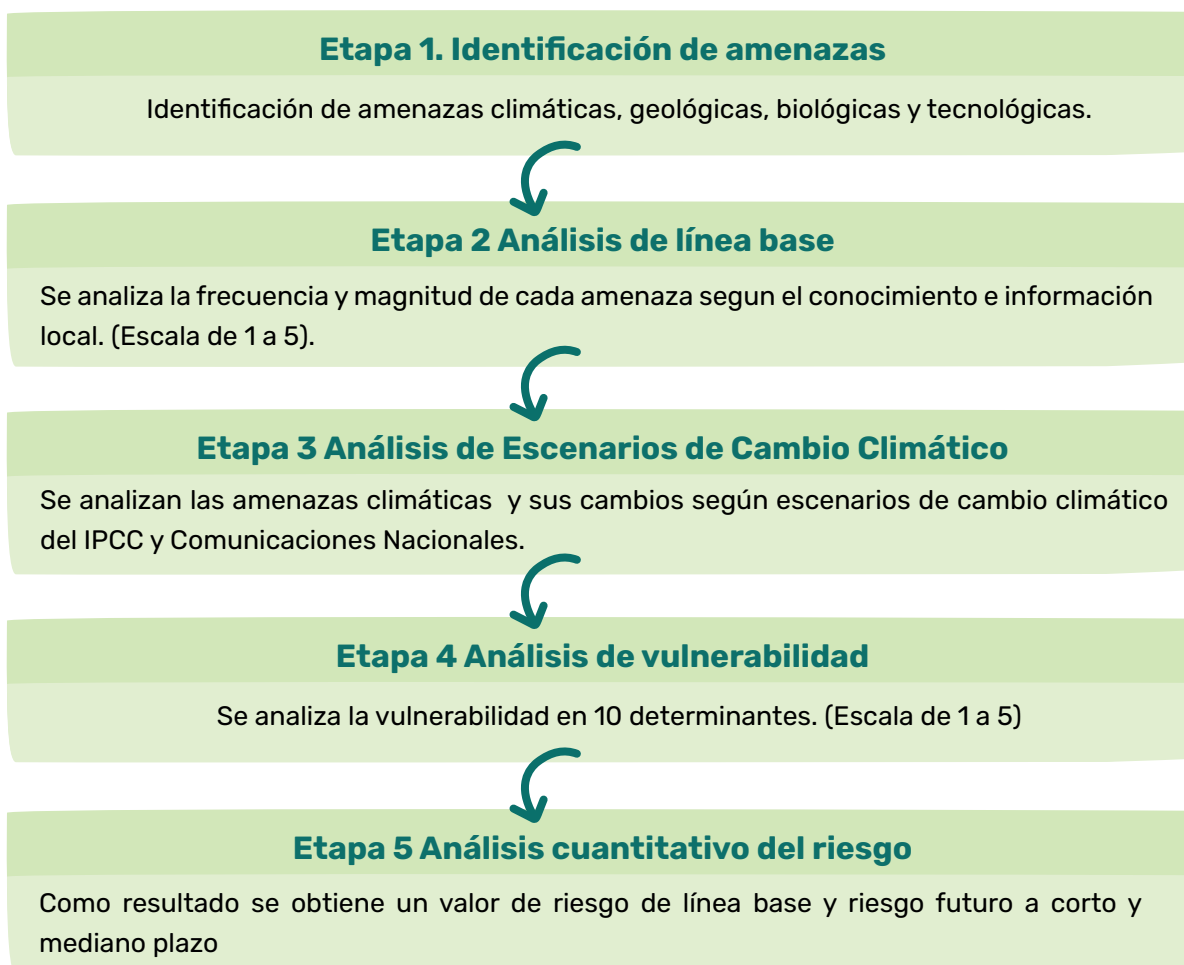 Etapa 1. Identificación de amenazas
Identificación de amenazas climáticas, geológicas, biológicas y tecnológicas.
Etapa 2 Análisis de línea base
Se analiza la frecuencia y magnitud de cada amenaza segun el conocimiento e información
local. (Escala de 1 a 5).
Etapa 3 Análisis de Escenarios de Cambio Climático
Se analizan las amenazas climáticas y sus cambios según escenarios de cambio climático
del IPCC y Comunicaciones Nacionales.
Etapa 4 Análisis de vulnerabilidad
Se analiza la vulnerabilidad en 10 determinantes. (Escala de 1 a 5)
Etapa 5 Análisis cuantitativo del riesgo
Como resultado se obtiene un valor de riesgo de línea base y riesgo futuro a corto y
mediano plazo